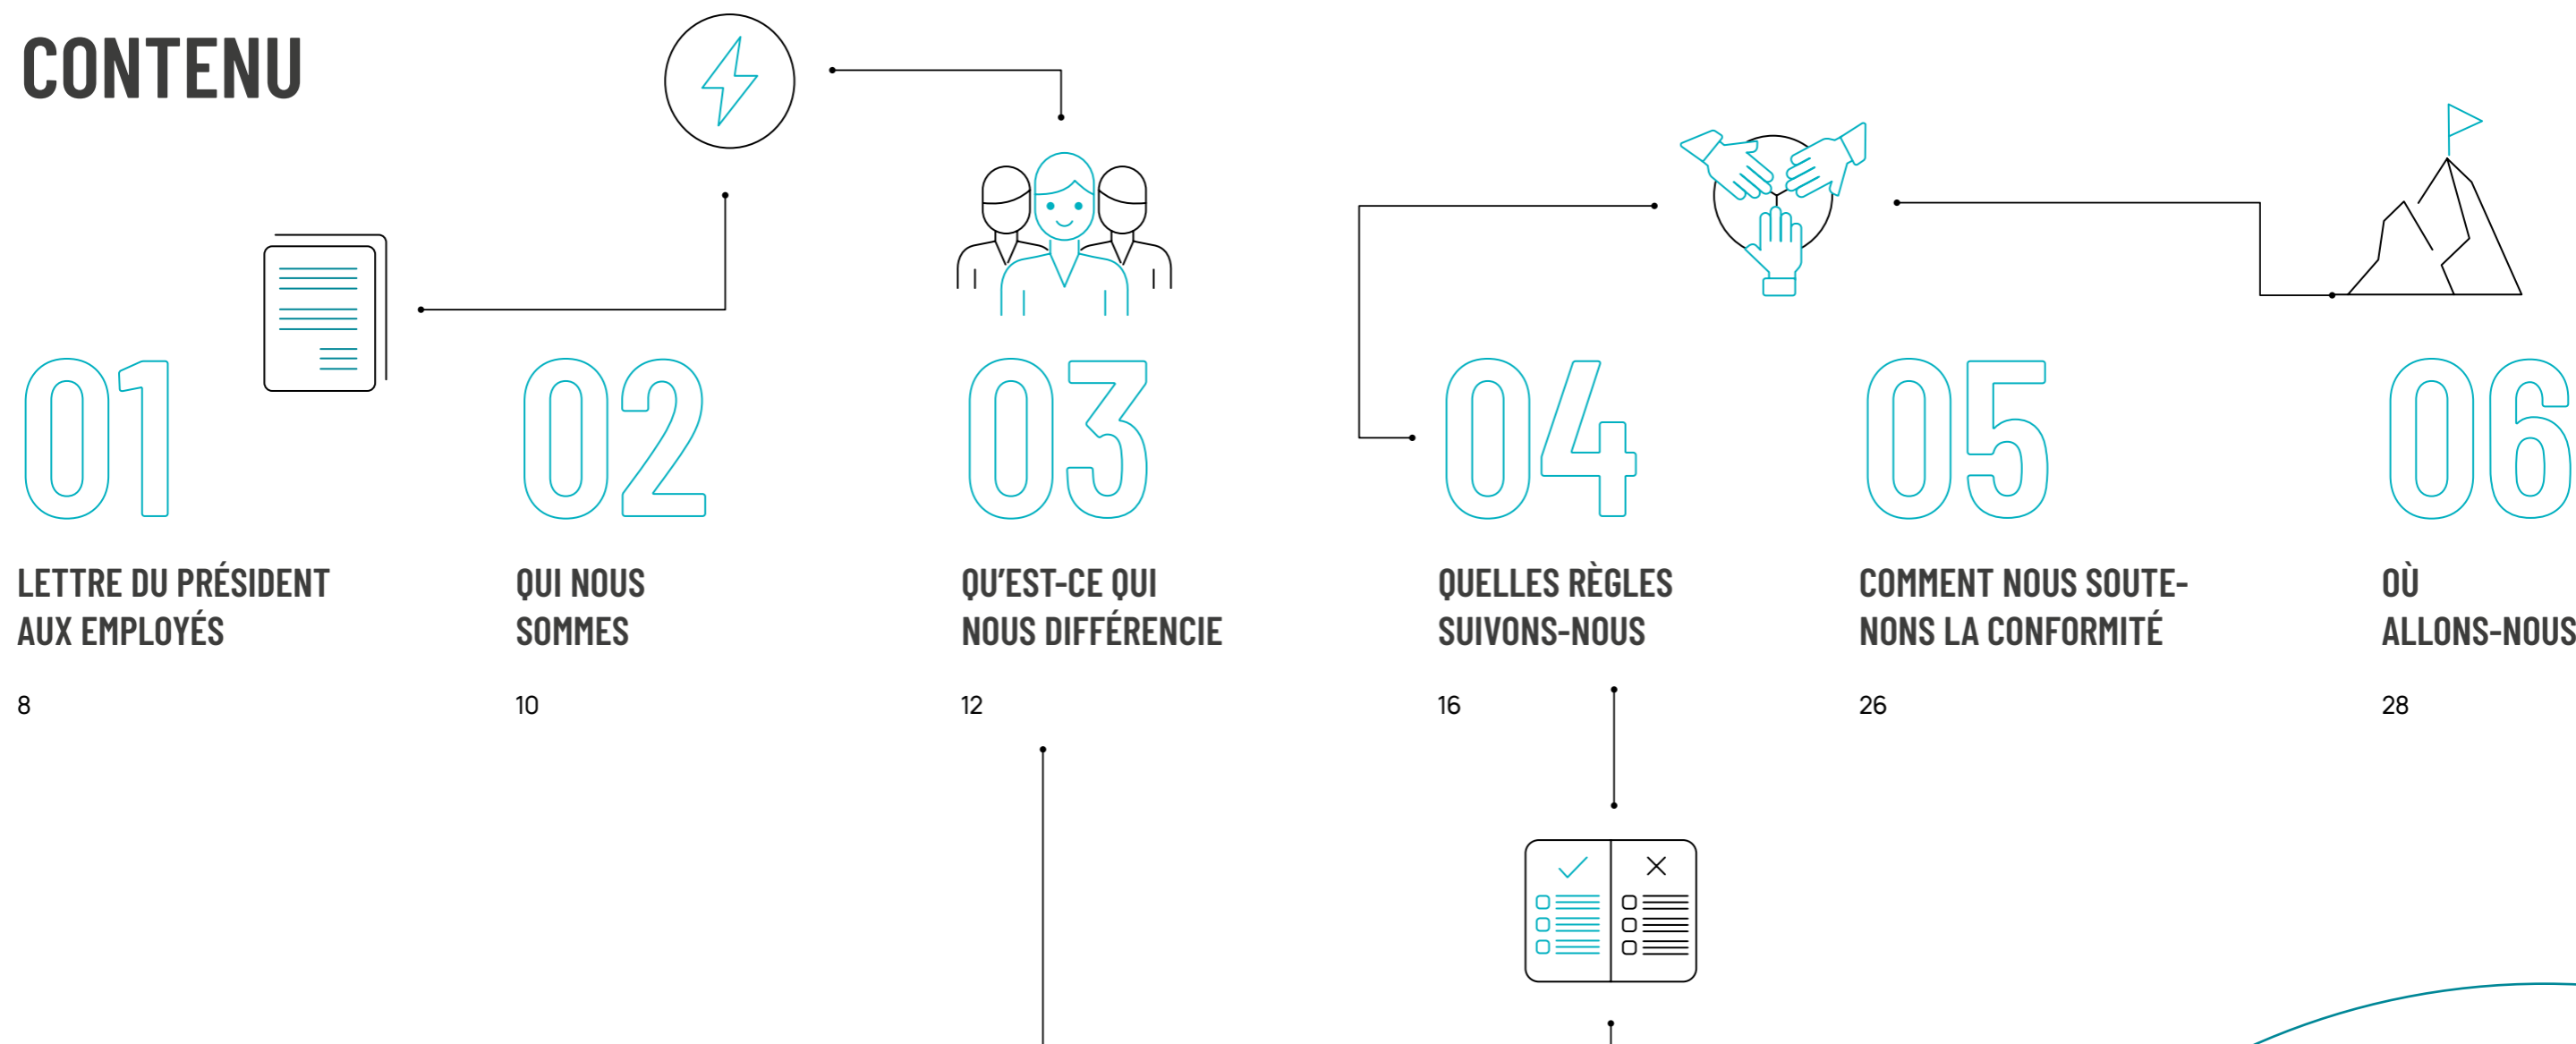 CONTENU
01
LETTRE DU PRÉSIDENT
AUX EMPLOYÉS
8
02
QUI NOUS
SOMMES
10
03
QU’EST-CE QUI
NOUS DIFFÉRENCIE
12
04
QUELLES RÈGLES
SUIVONS-NOUS
16
05
COMMENT NOUS SOUTE-
NONS LA CONFORMITÉ
26
06
OÙ
ALLONS-NOUS
28